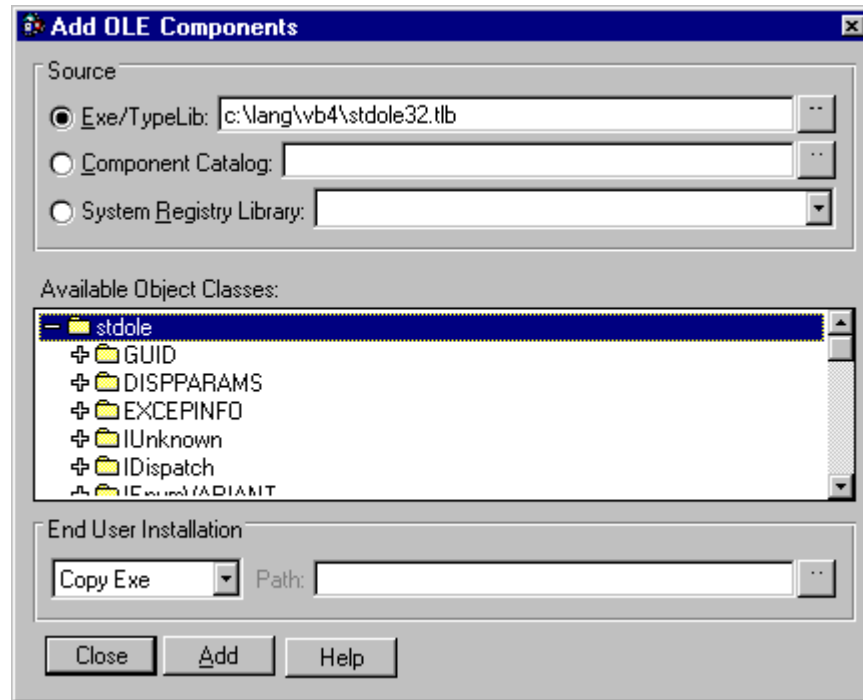 Add OLE Components
Source
Exe/TypeLib: c:\lang\vb4\stdole32.tlb
Component Catalog:
System Registry Library:
Available Object Classes:
stdole
GUID
DISPPARAMS
EXCEPINFO
IUnknown
IDispatch
IEnumVARIANT
End User Installation
Copy Exe Path:
Close Add Help